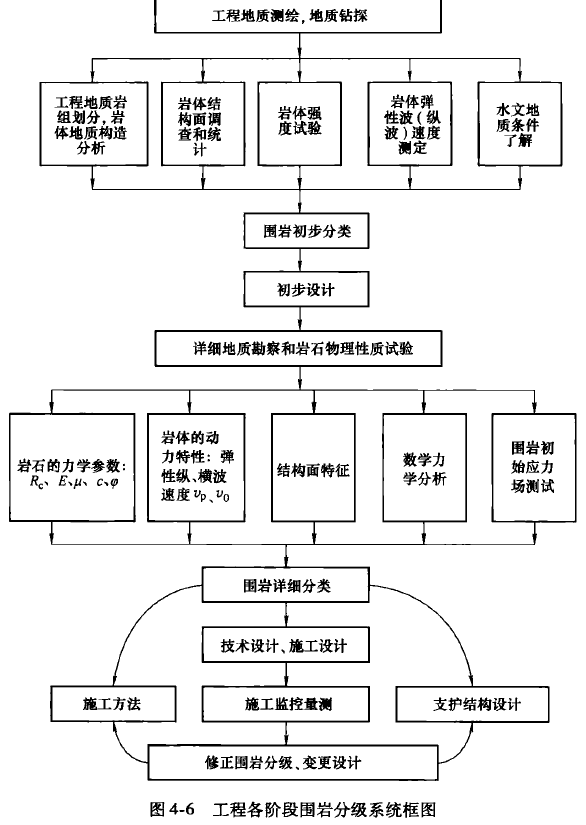 工程地质测绘,地质钻探
工程地质岩
组划分,岩
体地质构造
分析
岩体结
构面调
查和统
计
岩体强
度试验
岩体弹
性波(纵
波)速度
测定
水文地
质条件
了解
围岩初步分类
初步设计
详细地质勘察和岩石物理性质试验
岩石的力学参数:
Rc、E、μ、c、φ
岩体的动
力特性:弹
性纵、横波
速度 υP、υ0
结构面特征
数学力
学分析
围岩初
始应力
场测试
围岩详细分类
技术设计、施工设计
施工方法
施工监控量测
支护结构设计
修正围岩分级、变更设计
图 4-6 工程各阶段围岩分级系统框图